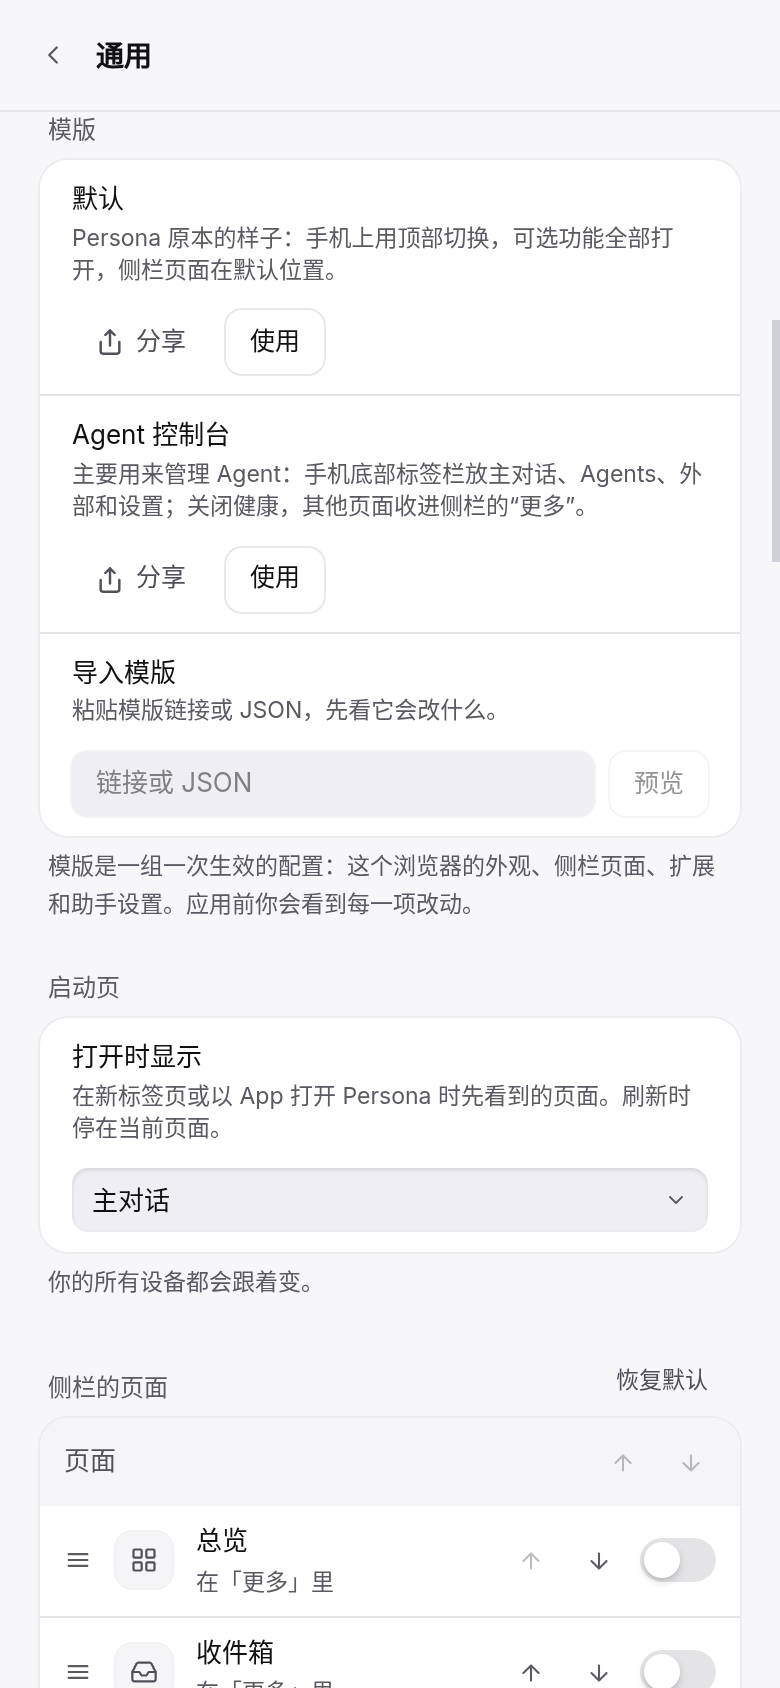 通用
模版
默认
Persona 原本的样子：手机上用顶部切换，可选功能全部打
开，侧栏页面在默认位置。
分享
使用
Agent 控制台
主要用来管理 Agent：手机底部标签栏放主对话、Agents、外
部和设置；关闭健康，其他页面收进侧栏的“更多”。
分享
使用
导入模版
粘贴模版链接或 JSON，先看它会改什么。
链接或 JSON
预览
模版是一组一次生效的配置：这个浏览器的外观、侧栏页面、扩展
和助手设置。应用前你会看到每一项改动。
启动页
打开时显示
在新标签页或以 App 打开 Persona 时先看到的页面。刷新时
停在当前页面。
主对话
你的所有设备都会跟着变。
侧栏的页面
恢复默认
页面
总览
在「更多」里
收件箱
在「更多」里